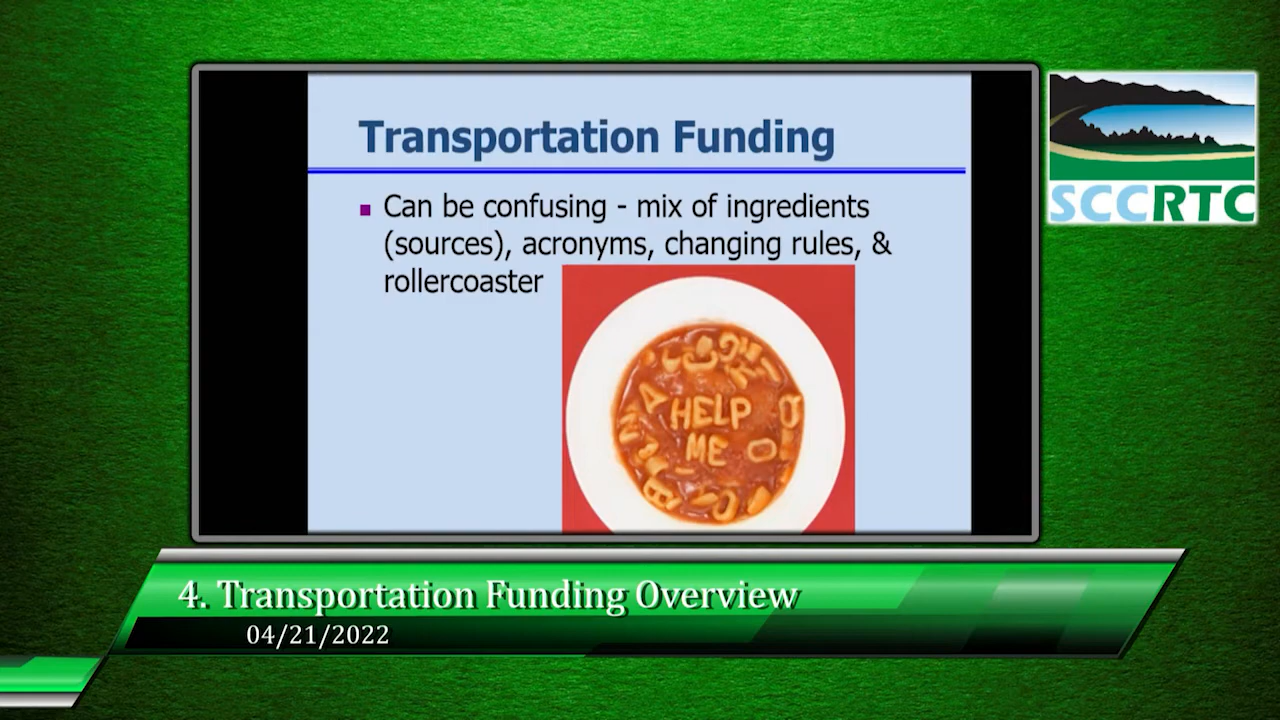 Transportation Funding
Can be confusing - mix of ingredients
(sources), acronyms, changing rules, &
rollercoaster
HELP
ME
SCCRTC
4. Transportation Funding Overview
04/21/2022